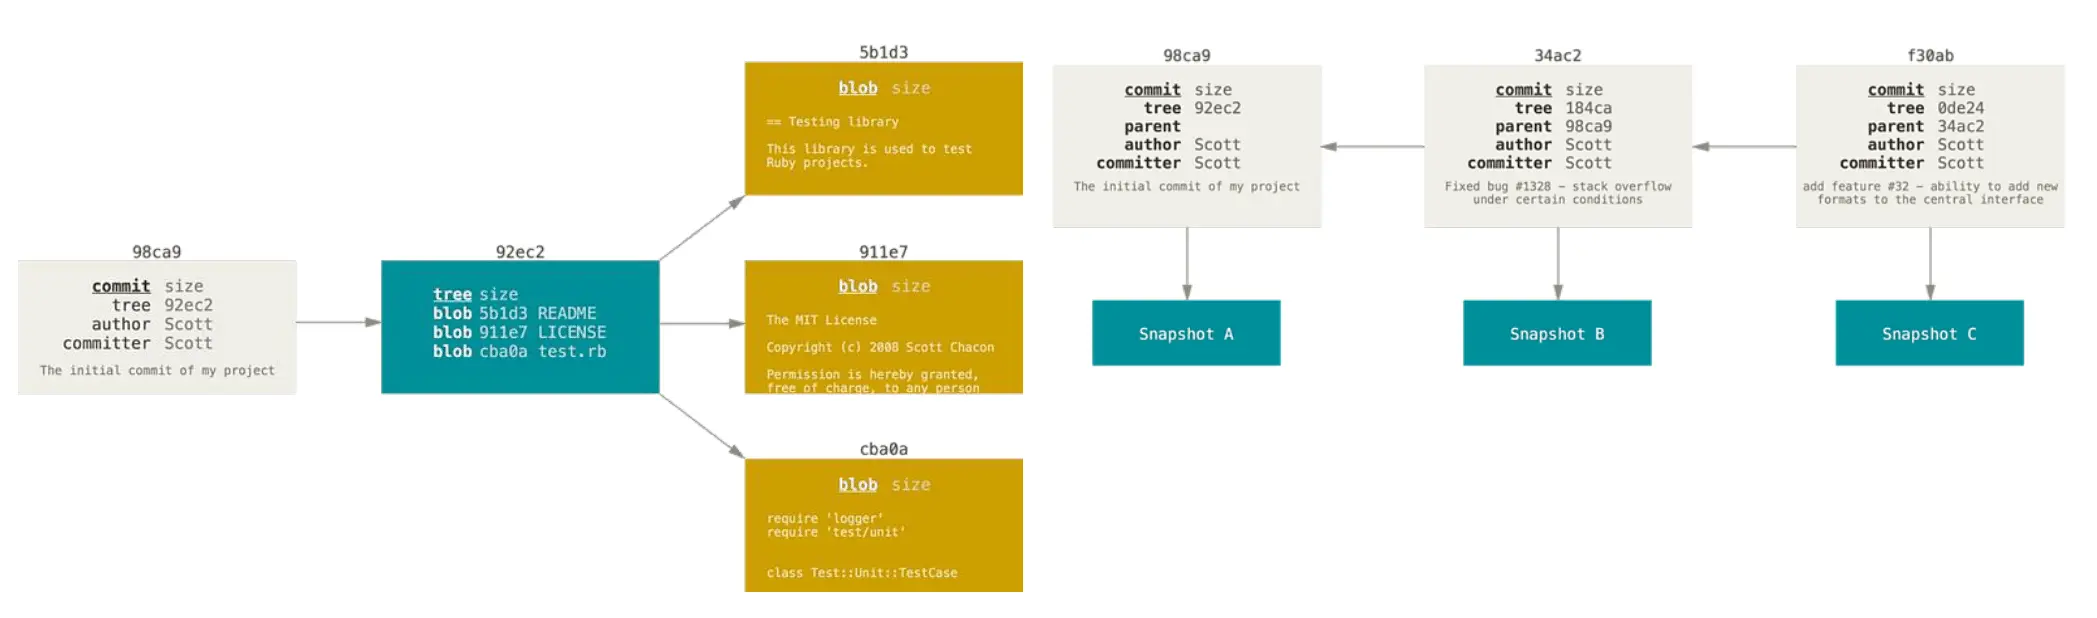 98ca9
commit size
tree 92ec2
author Scott
committer Scott
The initial commit of my project
92ec2
tree size
blob 5b1d3 README
blob 911e7 LICENSE
blob cba0a test.rb
5b1d3
blob size
== Testing library
This library is used to test
Ruby projects.
911e7
blob size
The MIT License
Copyright (c) 2008 Scott Chacon
Permission is hereby granted,
free of charge, to any person
cba0a
blob size
require 'logger'
require 'test/unit'
class Test::Unit::TestCase
98ca9
commit size
tree 92ec2
parent
author Scott
committer Scott
The initial commit of my project
Snapshot A
34ac2
commit size
tree 184ca
parent 98ca9
author Scott
committer Scott
Fixed bug #1328 - stack overflow
under certain conditions
Snapshot B
f30ab
commit size
tree 0de24
parent 34ac2
author Scott
committer Scott
add feature #32 - ability to add new
formats to the central interface
Snapshot C